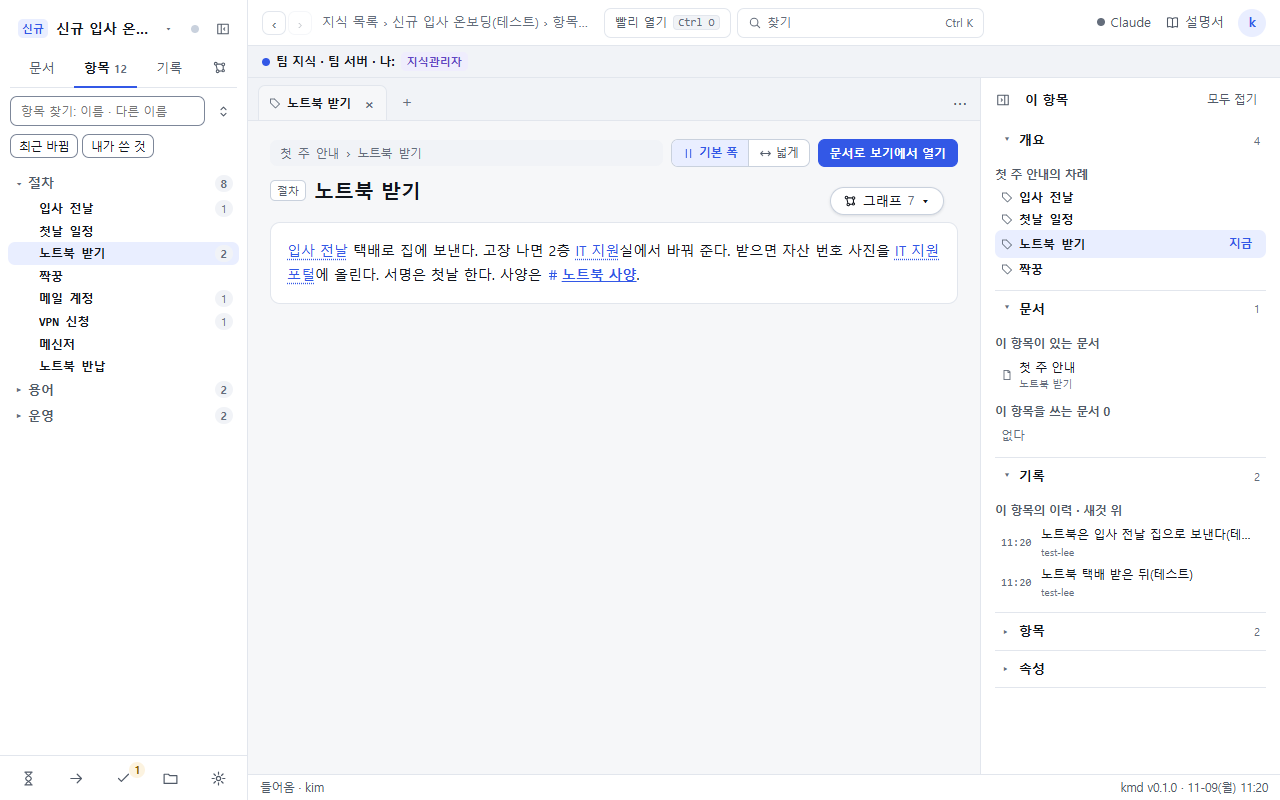 신규 신규 입사 온...
문서 항목 12 기록
항목 찾기: 이름 · 다른 이름
최근 바뀜 내가 쓴 것
절차 8
입사 전날 1
첫날 일정
노트북 받기 2
짝꿍
메일 계정 1
VPN 신청 1
메신저
노트북 반납
용어 2
운영 2
1
지식 목록 › 신규 입사 온보딩(테스트) › 항목...
빨리 열기 Ctrl O
찾기 Ctrl K
Claude 설명서 k
팀 지식 · 팀 서버 · 나: 지식관리자
노트북 받기 × +
첫 주 안내 › 노트북 받기
기본 폭 넓게 문서로 보기에서 열기
절차 노트북 받기
그래프 7
입사 전날 택배로 집에 보낸다. 고장 나면 2층 IT 지원실에서 바꿔 준다. 받으면 자산 번호 사진을 IT 지원
포털에 올린다. 서명은 첫날 한다. 사양은 # 노트북 사양.
이 항목 모두 접기
개요 4
첫 주 안내의 차례
입사 전날
첫날 일정
노트북 받기 지금
짝꿍
문서 1
이 항목이 있는 문서
첫 주 안내
노트북 받기
이 항목을 쓰는 문서 0
없다
기록 2
이 항목의 이력 · 새것 위
11:20 노트북은 입사 전날 집으로 보낸다(테...
test-lee
11:20 노트북 택배 받은 뒤(테스트)
test-lee
항목 2
속성
들어옴 · kim
kmd v0.1.0 · 11-09(월) 11:20